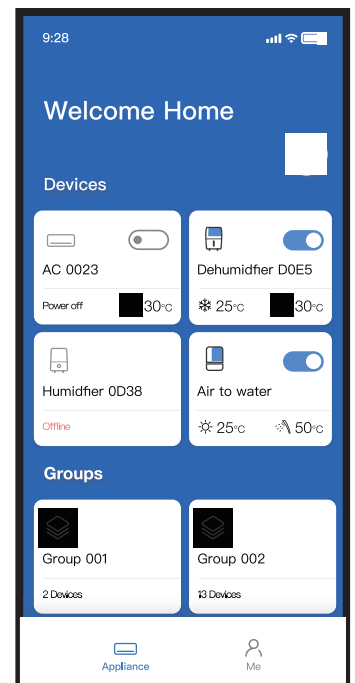 9:28
Welcome Home
Devices
AC 0023
Dehumidfier D0E5
Power off
30°C
25°C
30°C
Humidfier 0D38
Air to water
Offline
25°C
50°C
Groups
Group 001
Group 002
2 Devices
13 Devices
Appliance
Me